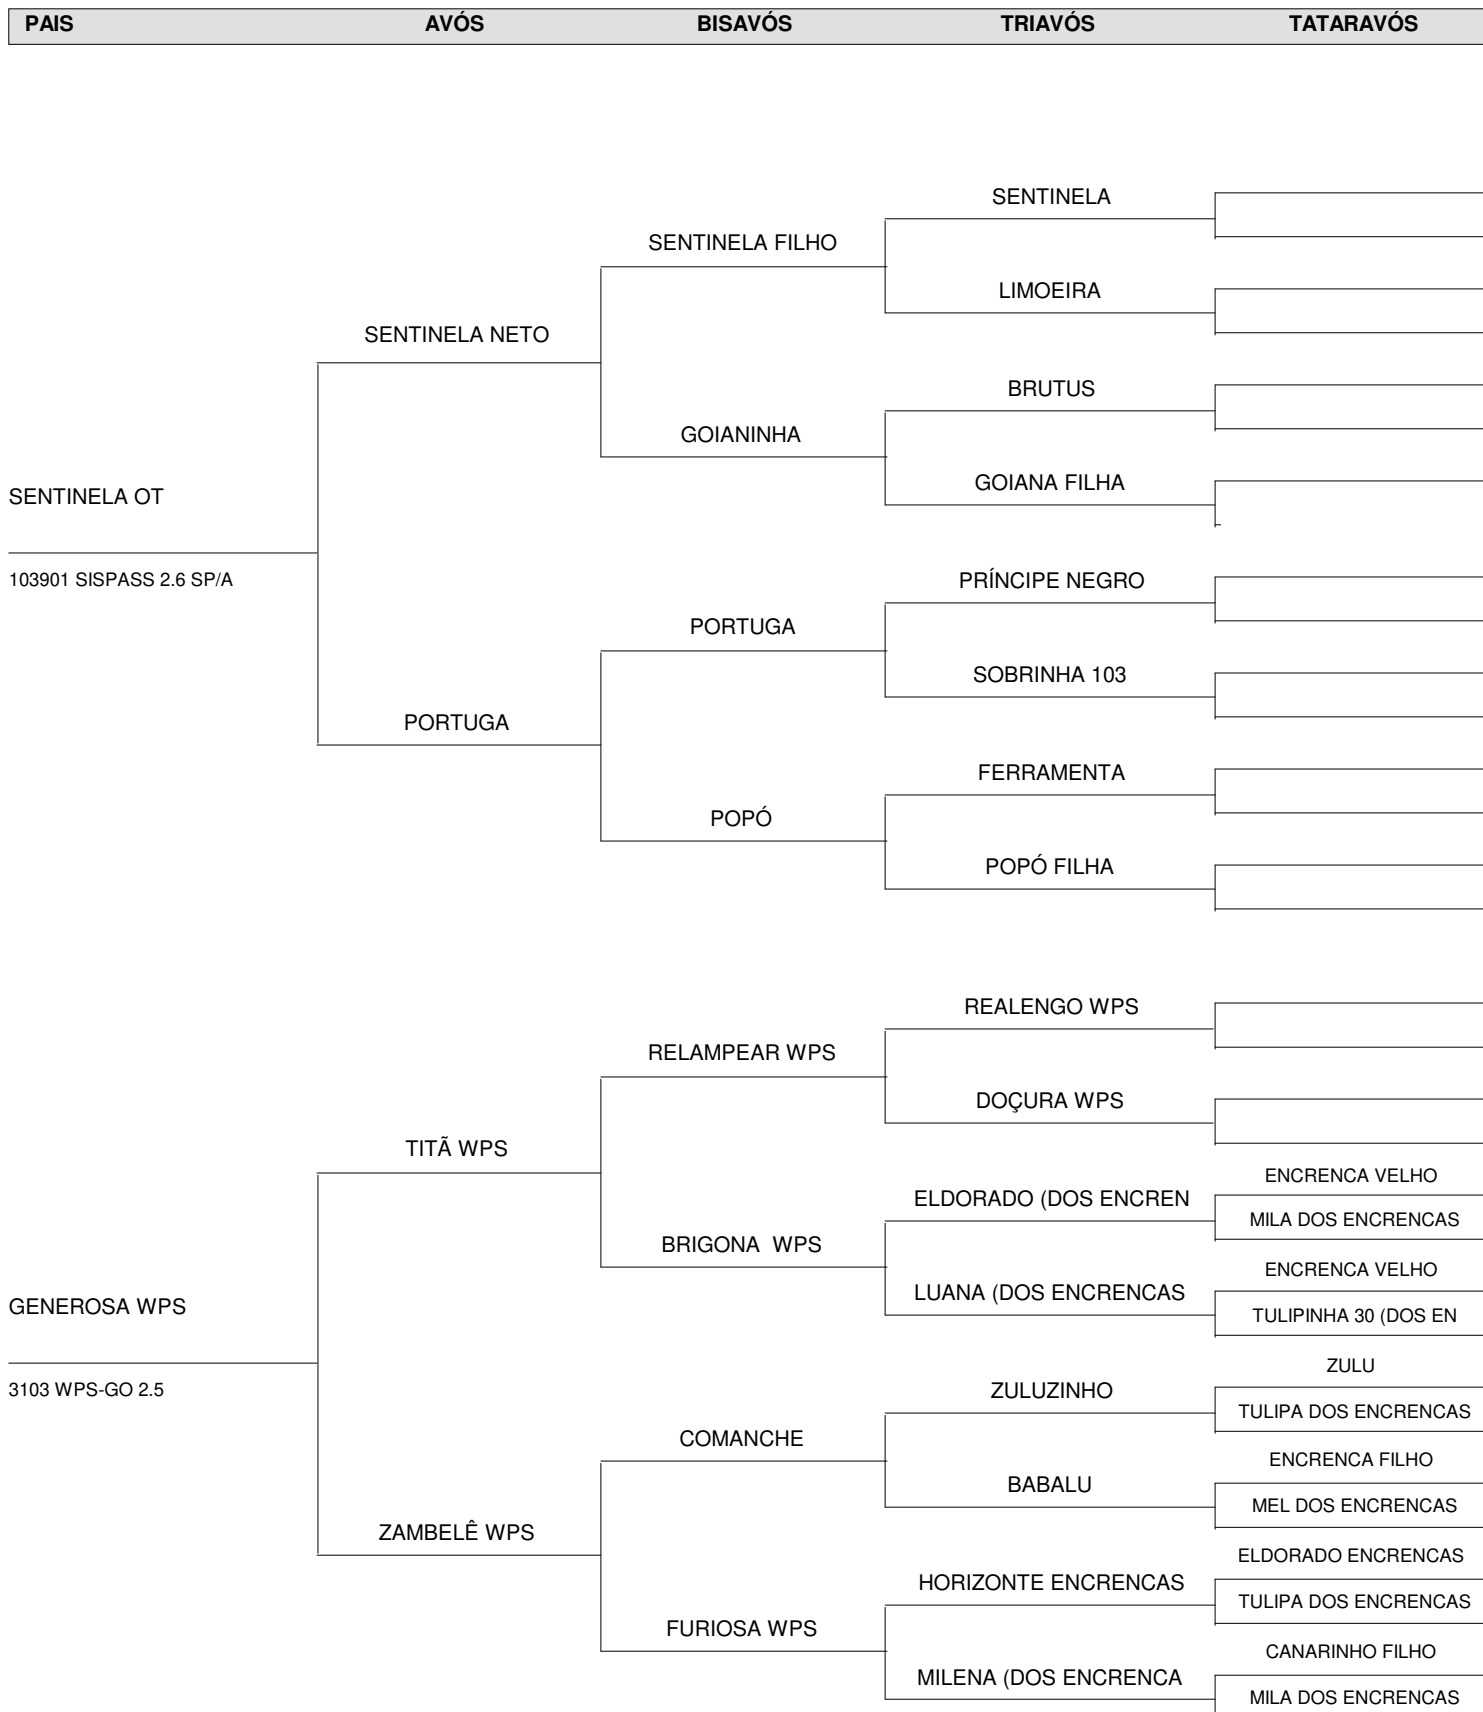 PAIS AVÓS BISAVÓS TRIAVÓS TATARAVÓS
SENTINELA
SENTINELA FILHO
LIMOEIRA
SENTINELA NETO
BRUTUS
GOIANINHA
GOIANA FILHA
SENTINELA OT
103901 SISPASS 2.6 SP/A
PRÍNCIPE NEGRO
PORTUGA
SOBRINHA 103
PORTUGA
FERRAMENTA
POPÓ
POPÓ FILHA
REALENGO WPS
RELAMPEAR WPS
DOÇURA WPS
TITÃ WPS
ENCRENCA VELHO
ELDORADO (DOS ENCREN
MILA DOS ENCRENCAS
BRIGONA WPS
ENCRENCA VELHO
LUANA (DOS ENCRENCAS
TULIPINHA 30 (DOS EN
GENEROSA WPS
3103 WPS-GO 2.5
ZULU
ZULUZINHO
TULIPA DOS ENCRENCAS
COMANCHE
ENCRENCA FILHO
BABALU
MEL DOS ENCRENCAS
ZAMBELÊ WPS
ELDORADO ENCRENCAS
HORIZONTE ENCRENCAS
TULIPA DOS ENCRENCAS
FURIOSA WPS
CANARINHO FILHO
MILENA (DOS ENCRENCA
MILA DOS ENCRENCAS